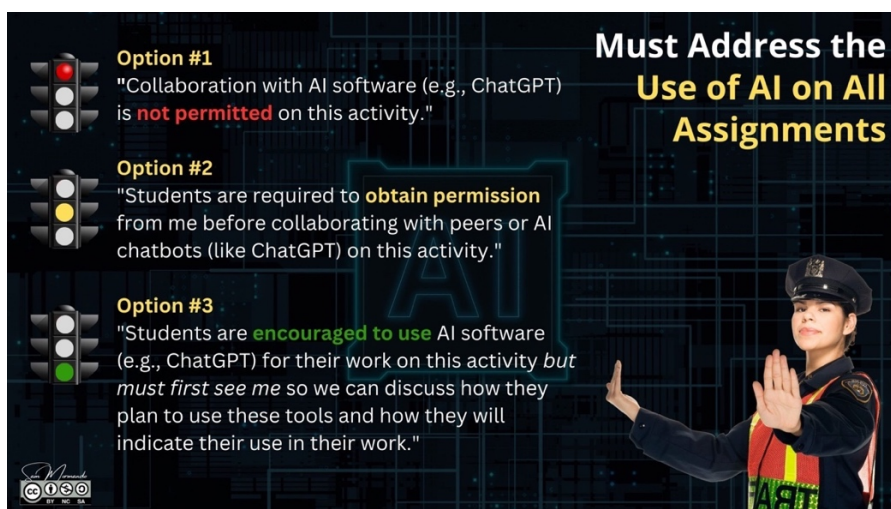 Must Address the
Use of AI on All
Assignments
Option #1
"Collaboration with AI software (e.g., ChatGPT)
is not permitted on this activity."
Option #2
"Students are required to obtain permission
from me before collaborating with peers or AI
chatbots (like ChatGPT) on this activity."
Option #3
"Students are encouraged to use AI software
(e.g., ChatGPT) for their work on this activity but
must first see me so we can discuss how they
plan to use these tools and how they will
indicate their use in their work."
AI
cc
BY NC SA